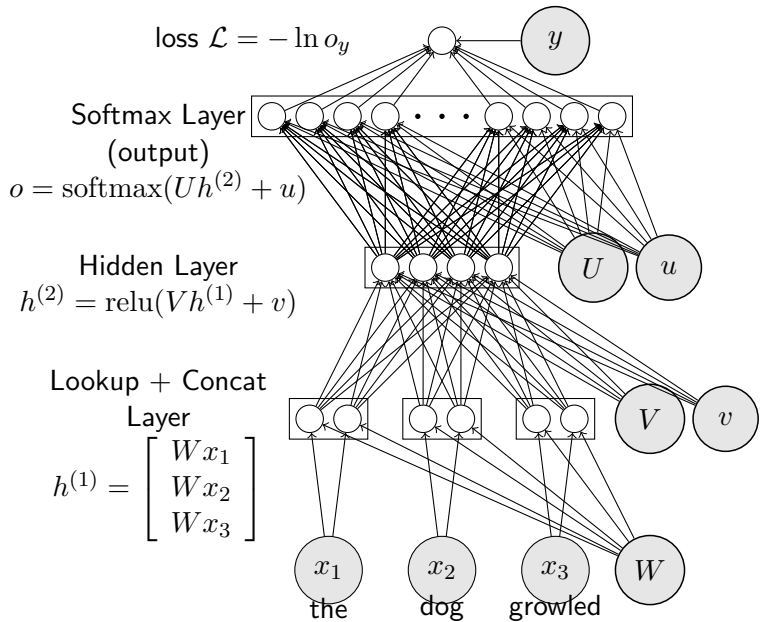 loss ℒ = − ln o_y
y
Softmax Layer
(output)
o = softmax(Uh^(2) + u)
. . .
Hidden Layer
h^(2) = relu(Vh^(1) + v)
U
u
Lookup + Concat
Layer
h^(1) = [ Wx_1
Wx_2
Wx_3 ]
V
v
x_1
x_2
x_3
W
the
dog
growled